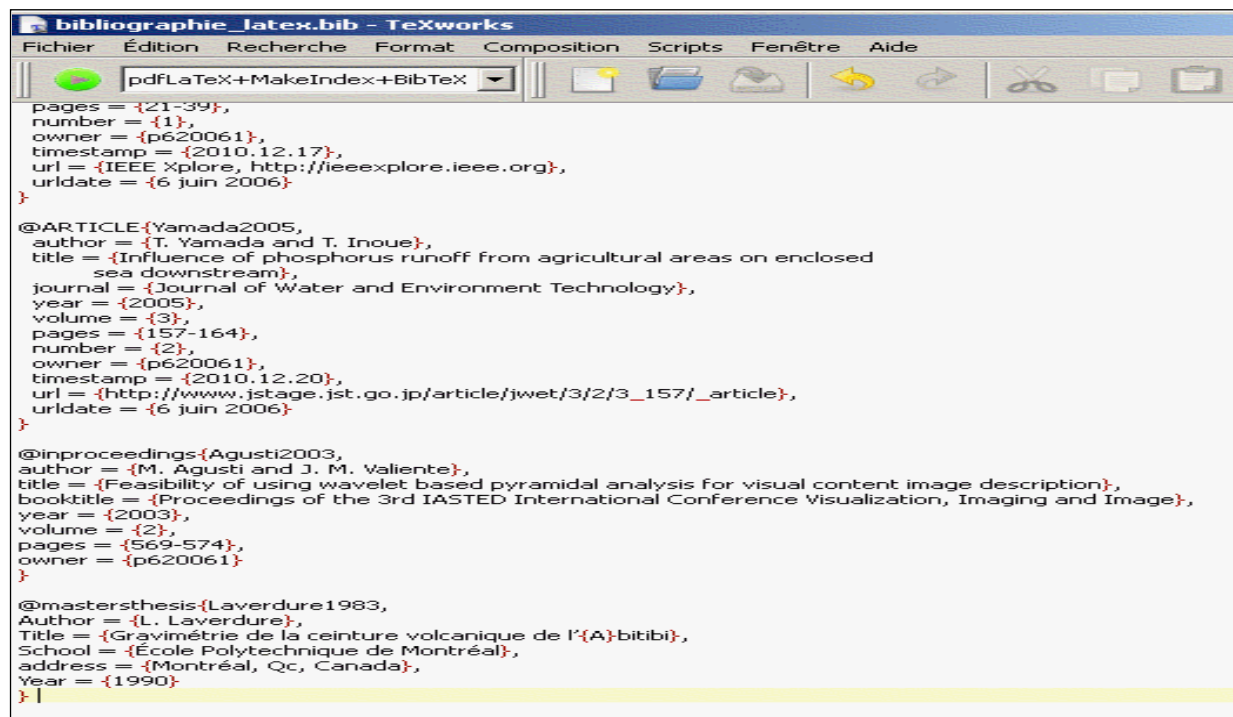 bibliographie_latex.bib - TeXworks
Fichier Édition Recherche Format Composition Scripts Fenêtre Aide
pdfLaTeX+MakeIndex+BibTeX
pages = {21-39},
number = {1},
owner = {p620061},
timestamp = {2010.12.17},
url = {IEEE Xplore, http://ieeexplore.ieee.org},
urldate = {6 juin 2006}
}
@ARTICLE{Yamada2005,
author = {T. Yamada and T. Inoue},
title = {Influence of phosphorus runoff from agricultural areas on enclosed
sea downstream},
journal = {Journal of Water and Environment Technology},
year = {2005},
volume = {3},
pages = {157-164},
number = {2},
owner = {p620061},
timestamp = {2010.12.20},
url = {http://www.jstage.jst.go.jp/article/jwet/3/2/3_157/_article},
urldate = {6 juin 2006}
}
@inproceedings{Agusti2003,
author = {M. Agusti and J. M. Valiente},
title = {Feasibility of using wavelet based pyramidal analysis for visual content image description},
booktitle = {Proceedings of the 3rd IASTED International Conference Visualization, Imaging and Image},
year = {2003},
volume = {2},
pages = {569-574},
owner = {p620061}
}
@mastersthesis{Laverdure1983,
Author = {L. Laverdure},
Title = {Gravimétrie de la ceinture volcanique de l'{A}bitibi},
School = {École Polytechnique de Montréal},
address = {Montréal, Qc, Canada},
Year = {1990}
}